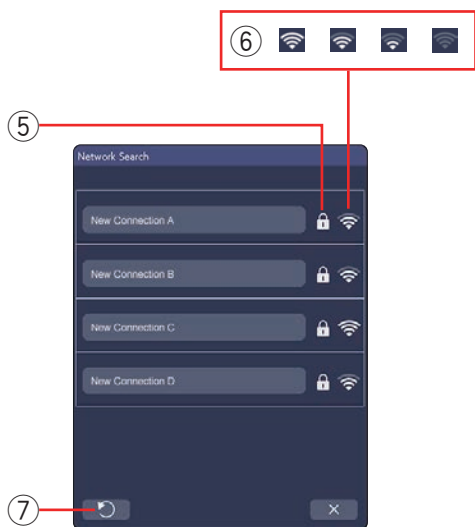 ⑥
⑤
Network Search
New Connection A
New Connection B
New Connection C
New Connection D
⑦